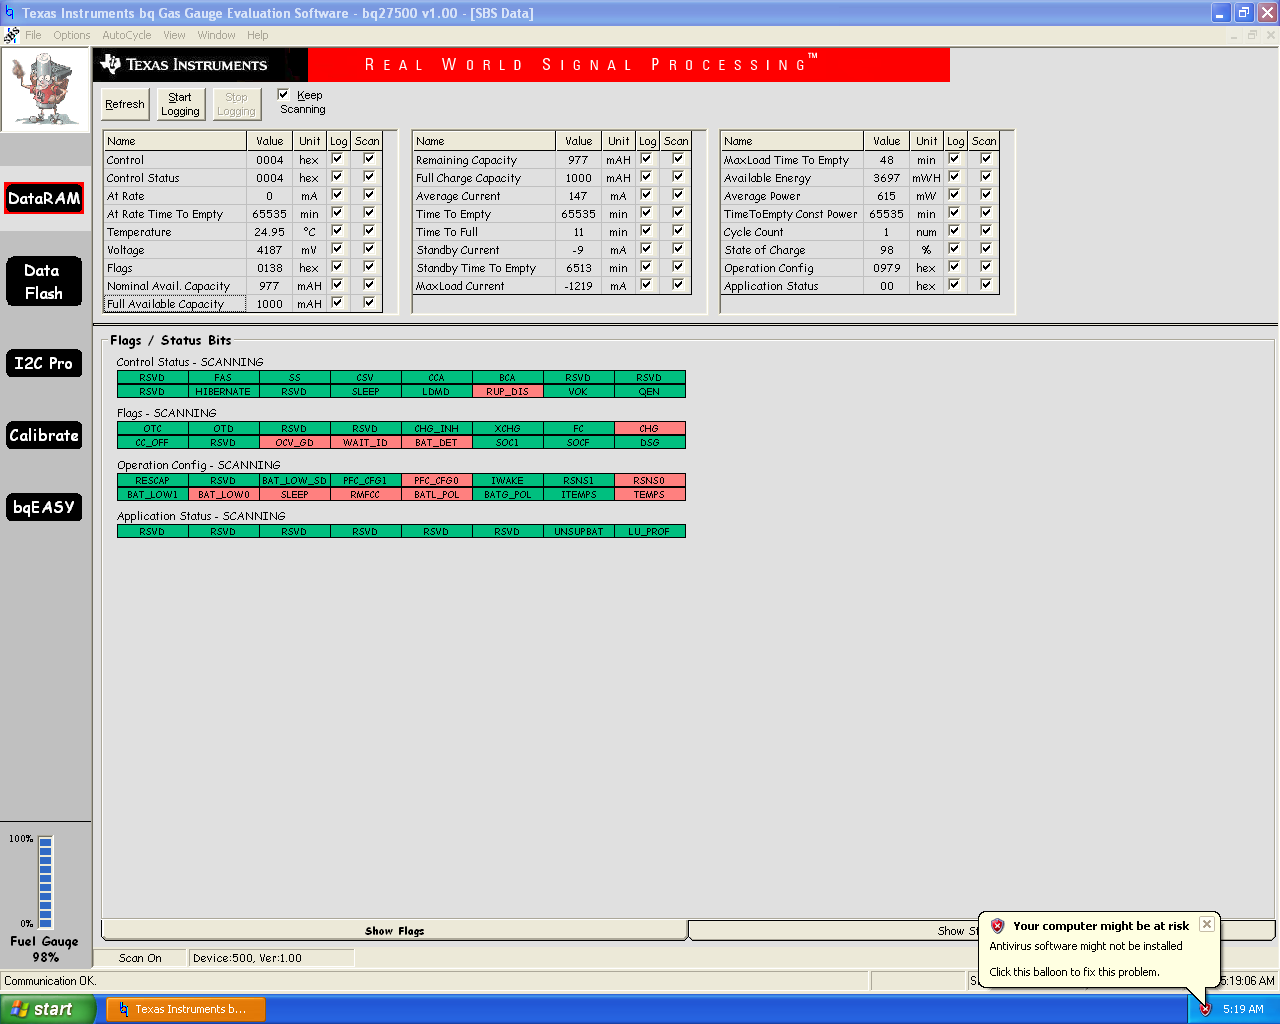 Texas Instruments bq Gas Gauge Evaluation Software - bq27500 v1.00 - [SBS Data]
File Options AutoCycle View Window Help
TEXAS INSTRUMENTS REAL WORLD SIGNAL PROCESSING™
Refresh Start Logging Stop Logging Keep Scanning
DataRAM
Data Flash
I2C Pro
Calibrate
bqEASY
Name Value Unit Log Scan
Control 0004 hex
Control Status 0004 hex
At Rate 0 mA
At Rate Time To Empty 65535 min
Temperature 24.95 °C
Voltage 4187 mV
Flags 0138 hex
Nominal Avail. Capacity 977 mAH
Full Available Capacity 1000 mAH
Name Value Unit Log Scan
Remaining Capacity 977 mAH
Full Charge Capacity 1000 mAH
Average Current 147 mA
Time To Empty 65535 min
Time To Full 11 min
Standby Current -9 mA
Standby Time To Empty 6513 min
MaxLoad Current -1219 mA
Name Value Unit Log Scan
MaxLoad Time To Empty 48 min
Available Energy 3697 mWH
Average Power 615 mW
TimeToEmpty Const Power 65535 min
Cycle Count 1 num
State of Charge 98 %
Operation Config 0979 hex
Application Status 00 hex
Flags / Status Bits
Control Status - SCANNING
RSVD FAS SS CSV CCA BCA RSVD RSVD
RSVD HIBERNATE RSVD SLEEP LDMD RUP_DIS VOK QEN
Flags - SCANNING
OTC OTD RSVD RSVD CHG_INH XCHG FC CHG
CC_OFF RSVD OCV_GD WAIT_ID BAT_DET SOC1 SOCF DSG
Operation Config - SCANNING
RESCAP RSVD BAT_LOW_SD PFC_CFG1 PFC_CFG0 IWAKE RSNS1 RSNS0
BAT_LOW1 BAT_LOW0 SLEEP RMFCC BATL_POL BATG_POL ITEMPS TEMPS
Application Status - SCANNING
RSVD RSVD RSVD RSVD RSVD RSVD UNSUPBAT LU_PROF
100%
0%
Fuel Gauge
98%
Show Flags Show
Scan On Device:500, Ver:1.00
Communication OK. 5:19:06 AM
Your computer might be at risk
Antivirus software might not be installed
Click this balloon to fix this problem.
start Texas Instruments b... 5:19 AM